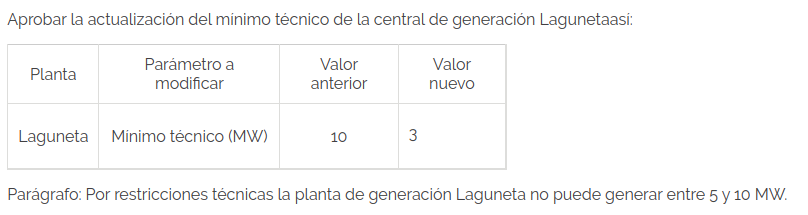 Aprobar la actualización del mínimo técnico de la central de generación Lagunetaasí:
Planta
Parámetro a
modificar
Valor
anterior
Valor
nuevo
Laguneta
Mínimo técnico (MW)
10
3
Parágrafo: Por restricciones técnicas la planta de generación Laguneta no puede generar entre 5 y 10 MW.